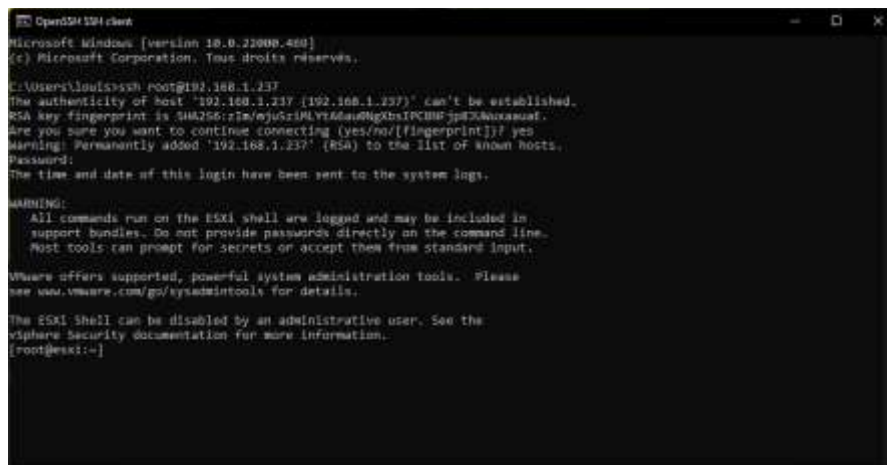 OpenSSH SSH client
Microsoft Windows [version 10.0.22000.460]
(c) Microsoft Corporation. Tous droits réservés.
C:\Users\louis>ssh root@192.168.1.237
The authenticity of host '192.168.1.237 (192.168.1.237)' can't be established.
RSA key fingerprint is
Are you sure you want to continue connecting (yes/no/[fingerprint])? yes
Warning: Permanently added '192.168.1.237' (RSA) to the list of known hosts.
Password:
The time and date of this login have been sent to the system logs.
WARNING:
All commands run on the ESXi shell are logged and may be included in
support bundles. Do not provide passwords directly on the command line.
Most tools can prompt for secrets or accept them from standard input.
VMware offers supported, powerful system administration tools. Please
see www.vmware.com/go/sysadmintools for details.
The ESXi Shell can be disabled by an administrative user. See the
vSphere Security documentation for more information.
[root@esxi:~]